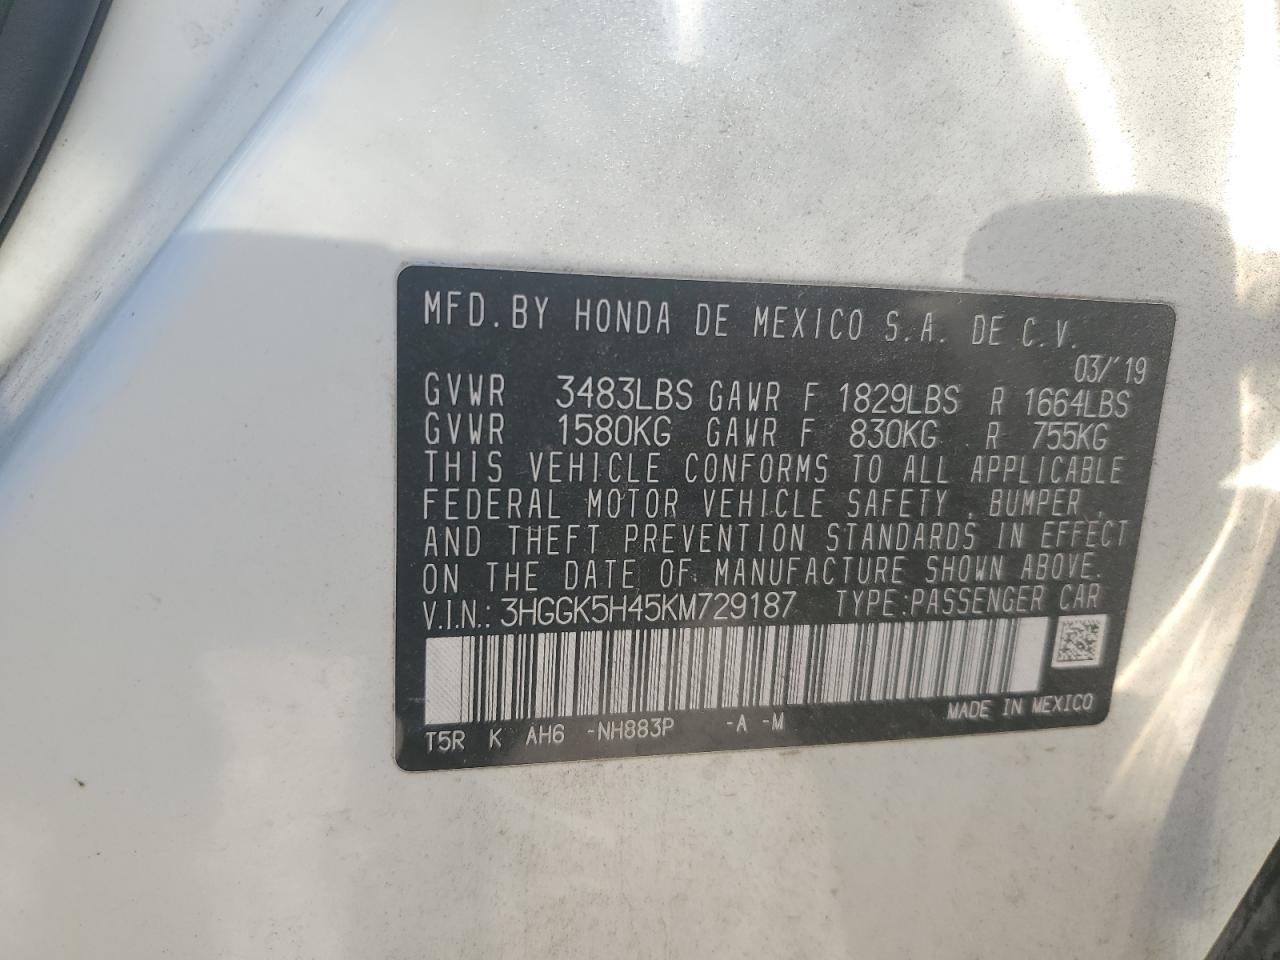 MFD.BY HONDA DE MEXICO S.A. DE C.V.
03/'19
GVWR 3483LBS GAWR F 1829LBS R 1664LBS
GVWR 1580KG GAWR F 830KG R 755KG
THIS VEHICLE CONFORMS TO ALL APPLICABLE
FEDERAL MOTOR VEHICLE SAFETY , BUMPER ,
AND THEFT PREVENTION STANDARDS IN EFFECT
ON THE DATE OF MANUFACTURE SHOWN ABOVE.
V.I.N.: 3HGGK5H45KM729187 TYPE:PASSENGER CAR
MADE IN MEXICO
T5R K AH6 -NH883P -A -M